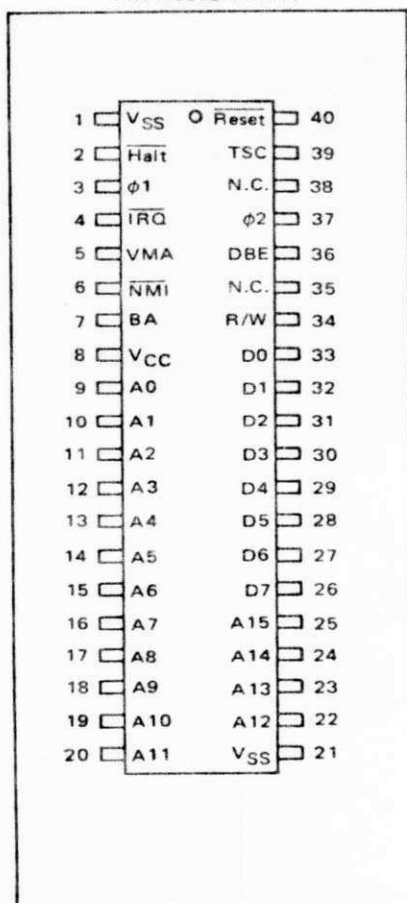 1 V_SS Reset 40
2 Halt TSC 39
3 ϕ1 N.C. 38
4 IRQ ϕ2 37
5 VMA DBE 36
6 NMI N.C. 35
7 BA R/W 34
8 V_CC D0 33
9 A0 D1 32
10 A1 D2 31
11 A2 D3 30
12 A3 D4 29
13 A4 D5 28
14 A5 D6 27
15 A6 D7 26
16 A7 A15 25
17 A8 A14 24
18 A9 A13 23
19 A10 A12 22
20 A11 V_SS 21